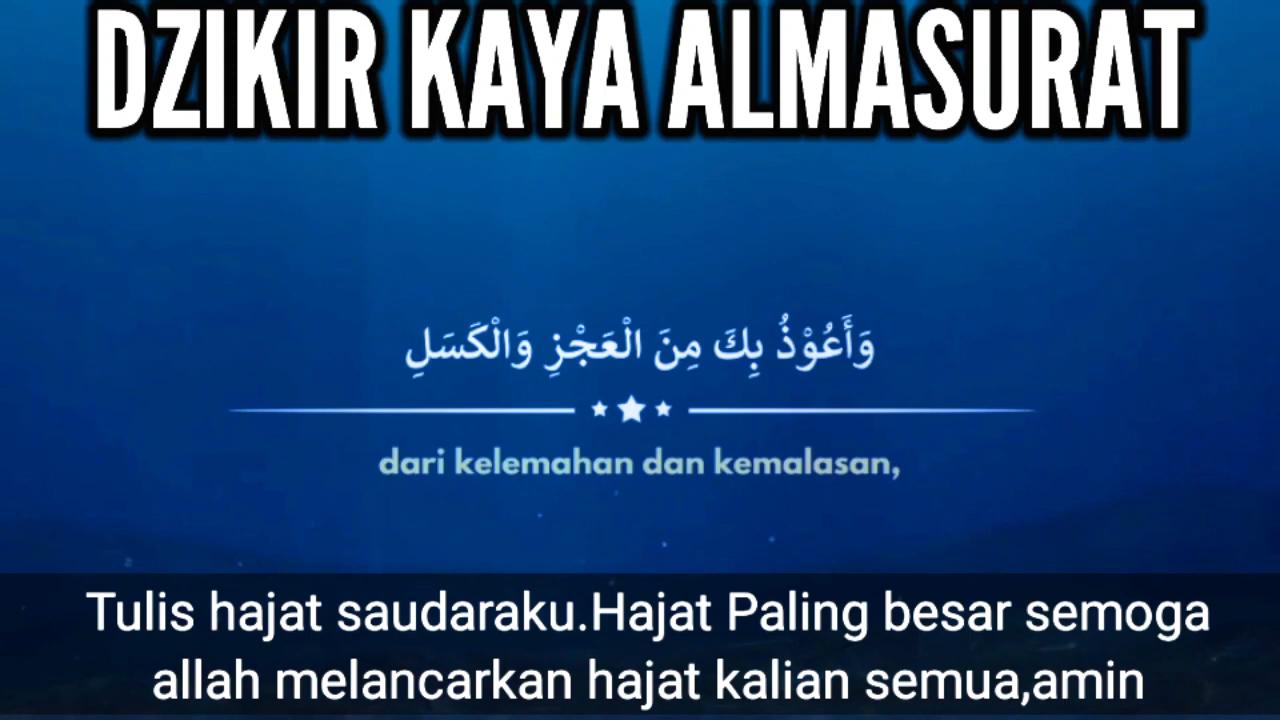 DZIKIR KAYA ALMASURAT
وَأَعُوْذُ بِكَ مِنَ الْعَجْزِ وَالْكَسَلِ
dari kelemahan dan kemalasan,
Tulis hajat saudaraku.Hajat Paling besar semoga
allah melancarkan hajat kalian semua,amin